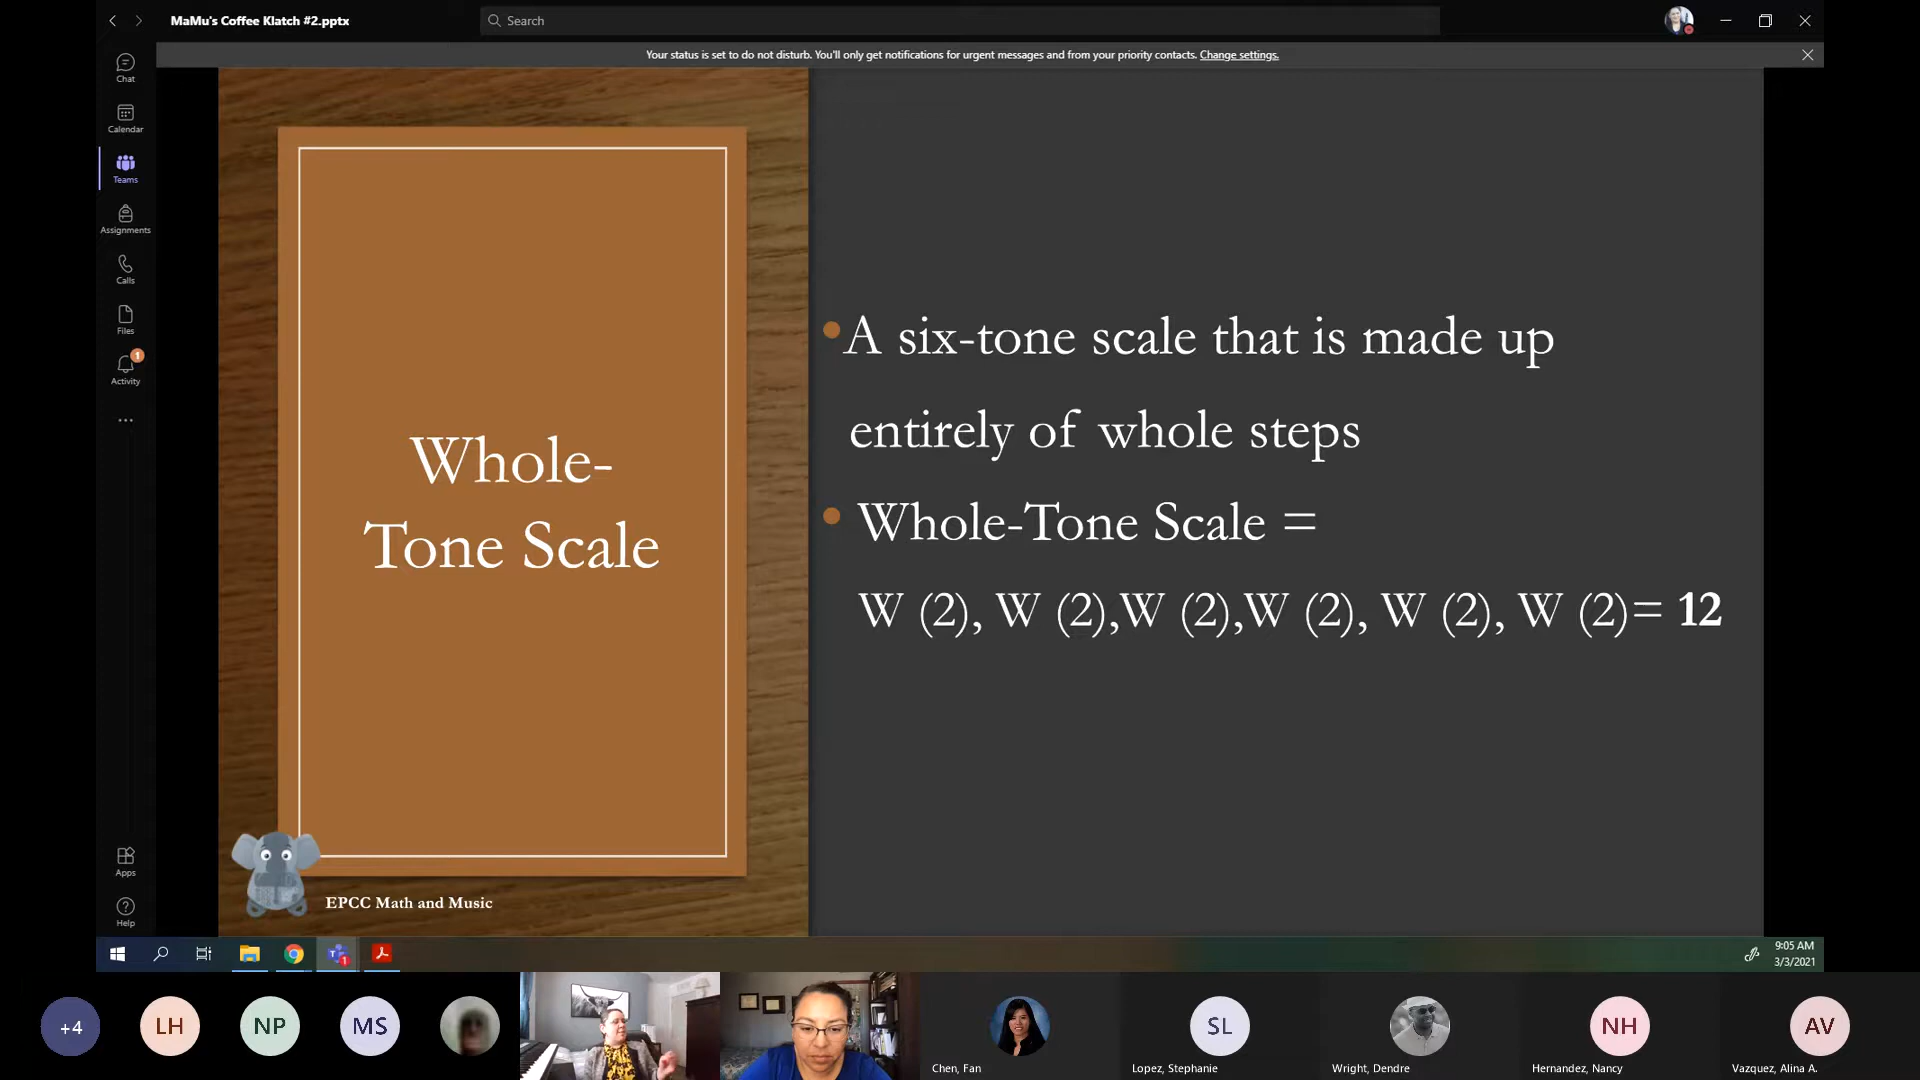 MaMu's Coffee Klatch #2.pptx
Search
Your status is set to do not disturb. You'll only get notifications for urgent messages and from your priority contacts. Change settings.
Chat
Calendar
Teams
Assignments
Calls
Files
1
Activity
Apps
Help
Whole-
Tone Scale
EPCC Math and Music
A six-tone scale that is made up
entirely of whole steps
Whole-Tone Scale =
W (2), W (2),W (2),W (2), W (2), W (2)= 12
1
9:05 AM
3/3/2021
+4
LH
NP
MS
SL
NH
AV
Chen, Fan
Lopez, Stephanie
Wright, Dendre
Hernandez, Nancy
Vazquez, Alina A.